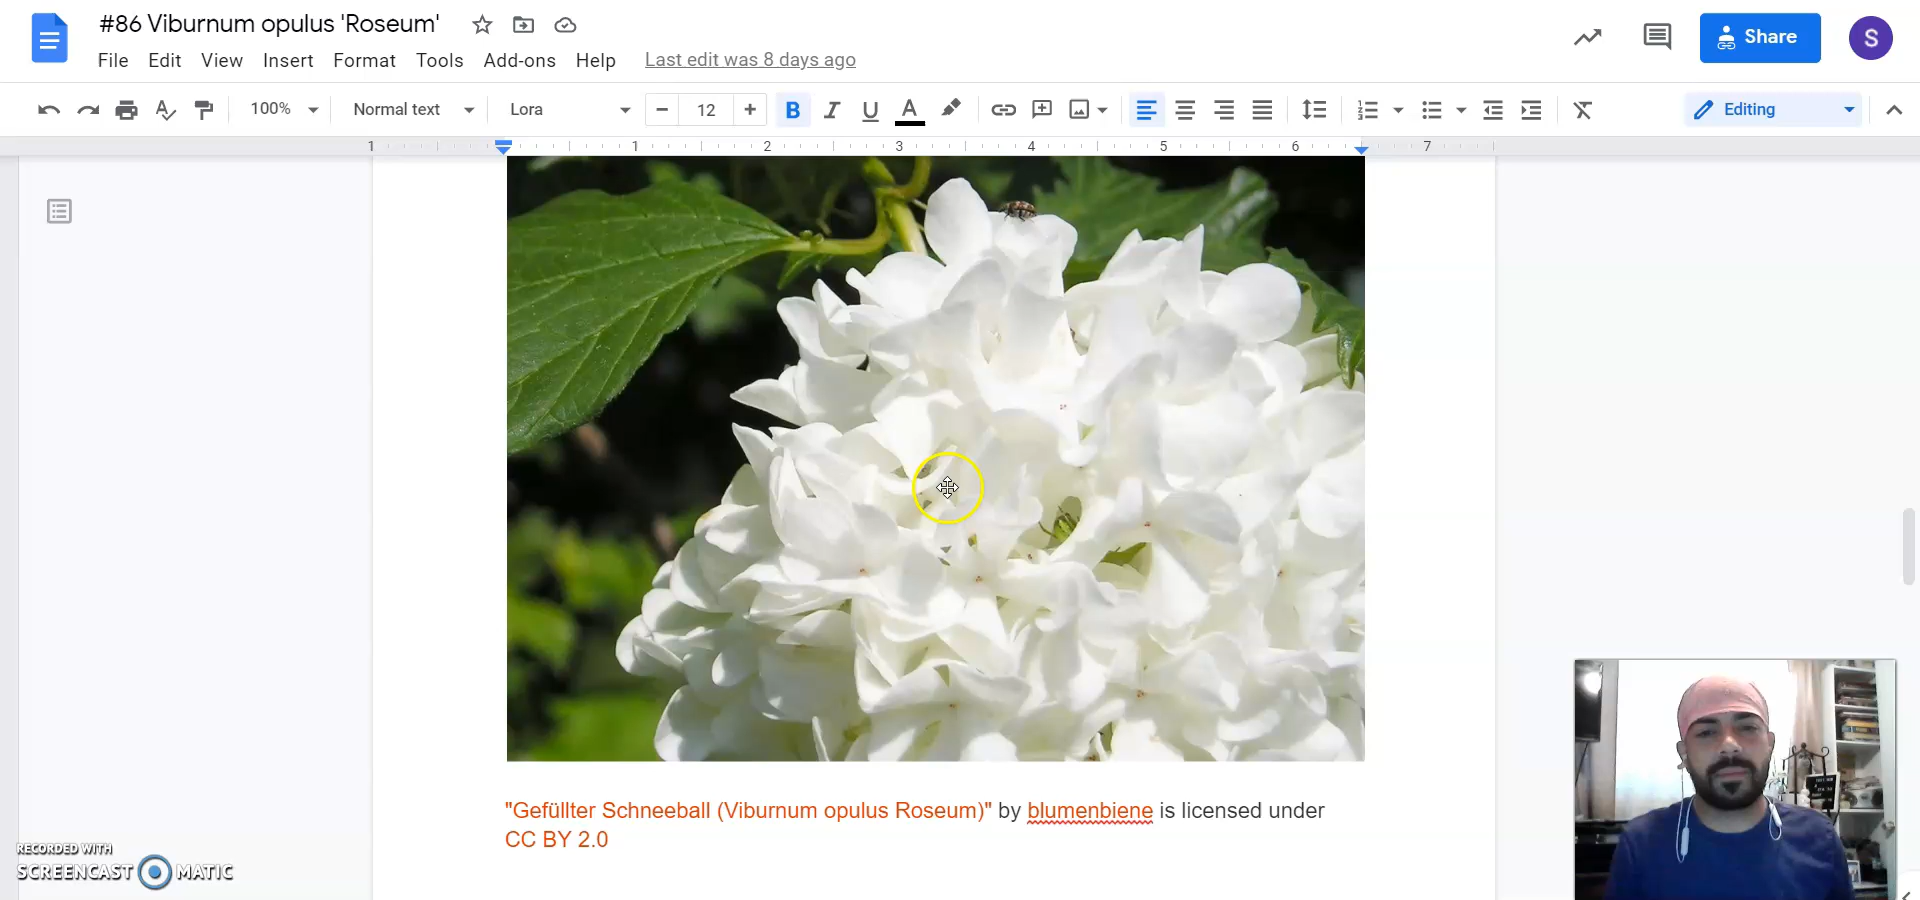 #86 Viburnum opulus 'Roseum'
File Edit View Insert Format Tools Add-ons Help Last edit was 8 days ago
Share
S
100% Normal text Lora 12 B I U A Editing
1 1 2 3 4 5 6 7
"Gefüllter Schneeball (Viburnum opulus Roseum)" by blumenbiene is licensed under
CC BY 2.0
RECORDED WITH
SCREENCAST MATIC